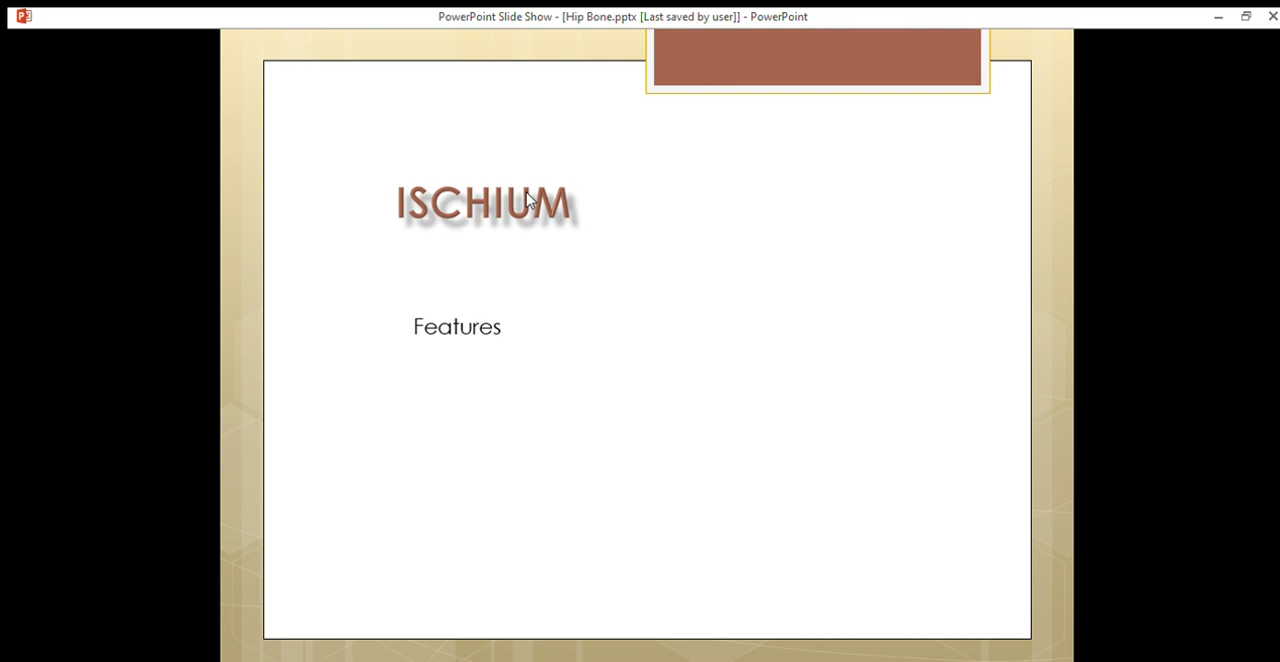 PowerPoint Slide Show - [Hip Bone.pptx [Last saved by user]] - PowerPoint
ISCHIUM
Features